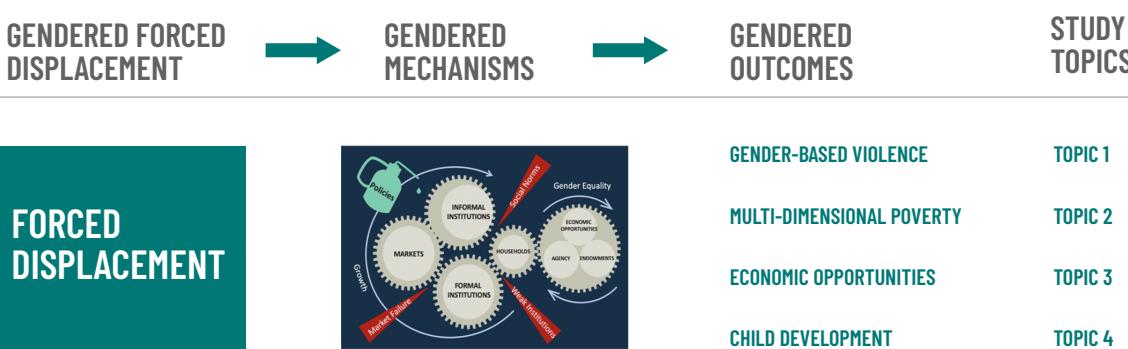 GENDERED FORCED
DISPLACEMENT
GENDERED
MECHANISMS
GENDERED
OUTCOMES
STUDY
TOPICS
FORCED
DISPLACEMENT
Policies
Social Norms
Gender Equality
INFORMAL
INSTITUTIONS
ECONOMIC
OPPORTUNITIES
MARKETS
HOUSEHOLDS
AGENCY
ENDOWMENTS
Growth
FORMAL
INSTITUTIONS
Market Failure
Weak Institutions
GENDER-BASED VIOLENCE
TOPIC 1
MULTI-DIMENSIONAL POVERTY
TOPIC 2
ECONOMIC OPPORTUNITIES
TOPIC 3
CHILD DEVELOPMENT
TOPIC 4